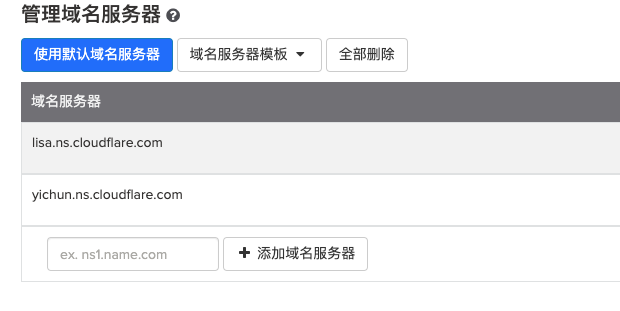 管理域名服务器 ?
使用默认域名服务器 域名服务器模板 全部删除
域名服务器
lisa.ns.cloudflare.com
yichun.ns.cloudflare.com
ex. ns1.name.com + 添加域名服务器